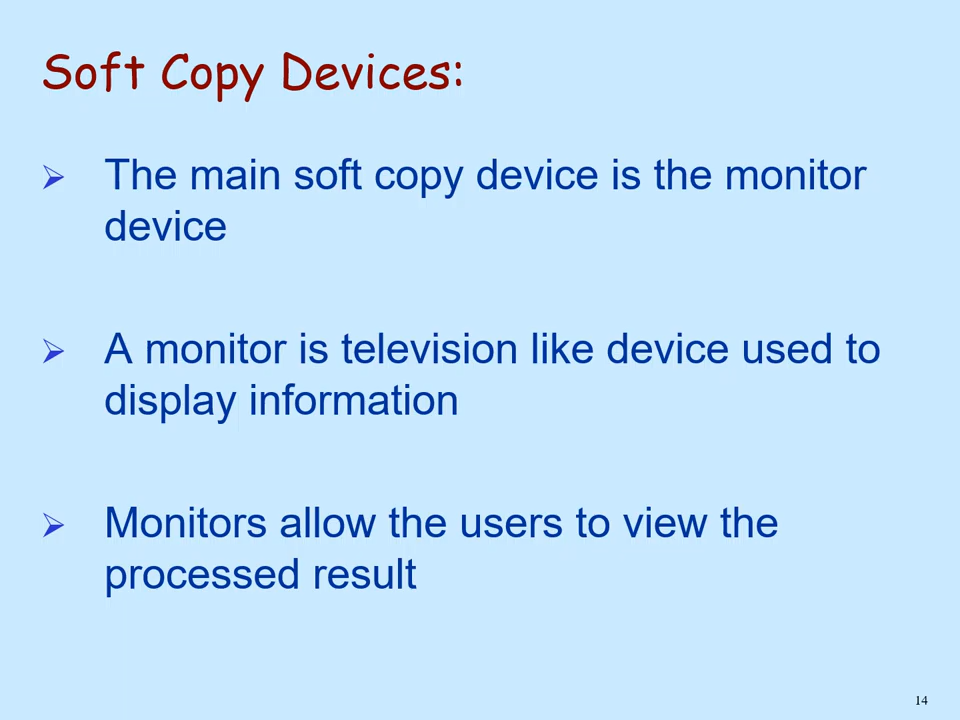 Soft Copy Devices:
The main soft copy device is the monitor
device
A monitor is television like device used to
display information
Monitors allow the users to view the
processed result
14